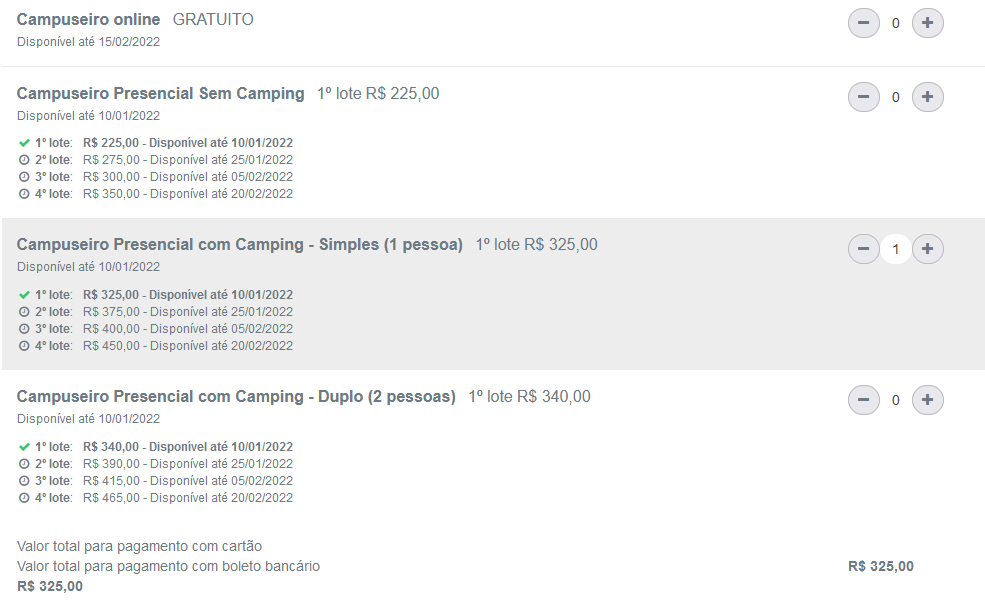 Campuseiro online GRATUITO
Disponível até 15/02/2022
0
Campuseiro Presencial Sem Camping 1º lote R$ 225,00
Disponível até 10/01/2022
0
1º lote: R$ 225,00 - Disponível até 10/01/2022
2º lote: R$ 275,00 - Disponível até 25/01/2022
3º lote: R$ 300,00 - Disponível até 05/02/2022
4º lote: R$ 350,00 - Disponível até 20/02/2022
Campuseiro Presencial com Camping - Simples (1 pessoa) 1º lote R$ 325,00
Disponível até 10/01/2022
1
1º lote: R$ 325,00 - Disponível até 10/01/2022
2º lote: R$ 375,00 - Disponível até 25/01/2022
3º lote: R$ 400,00 - Disponível até 05/02/2022
4º lote: R$ 450,00 - Disponível até 20/02/2022
Campuseiro Presencial com Camping - Duplo (2 pessoas) 1º lote R$ 340,00
Disponível até 10/01/2022
0
1º lote: R$ 340,00 - Disponível até 10/01/2022
2º lote: R$ 390,00 - Disponível até 25/01/2022
3º lote: R$ 415,00 - Disponível até 05/02/2022
4º lote: R$ 465,00 - Disponível até 20/02/2022
Valor total para pagamento com cartão
Valor total para pagamento com boleto bancário R$ 325,00
R$ 325,00